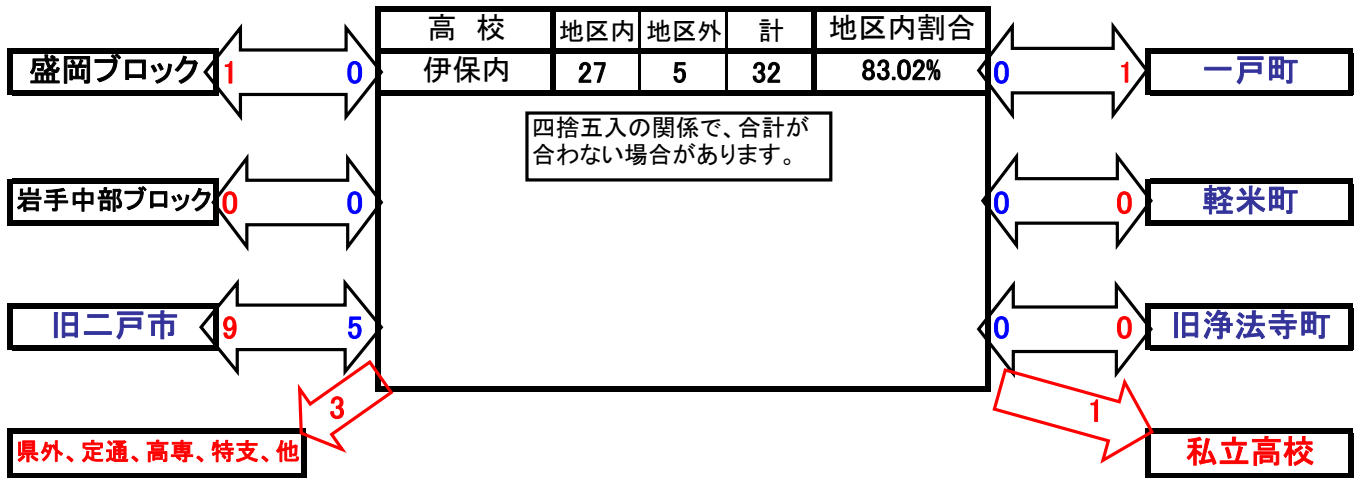 高 校 地区内 地区外 計 地区内割合
伊保内 27 5 32 83.02%
四捨五入の関係で、合計が
合わない場合があります。
盛岡ブロック 1 0
0 1 一戸町
岩手中部ブロック 0 0
0 0 軽米町
旧二戸市 9 5
0 0 旧浄法寺町
3
県外、定通、高専、特支、他
1
私立高校